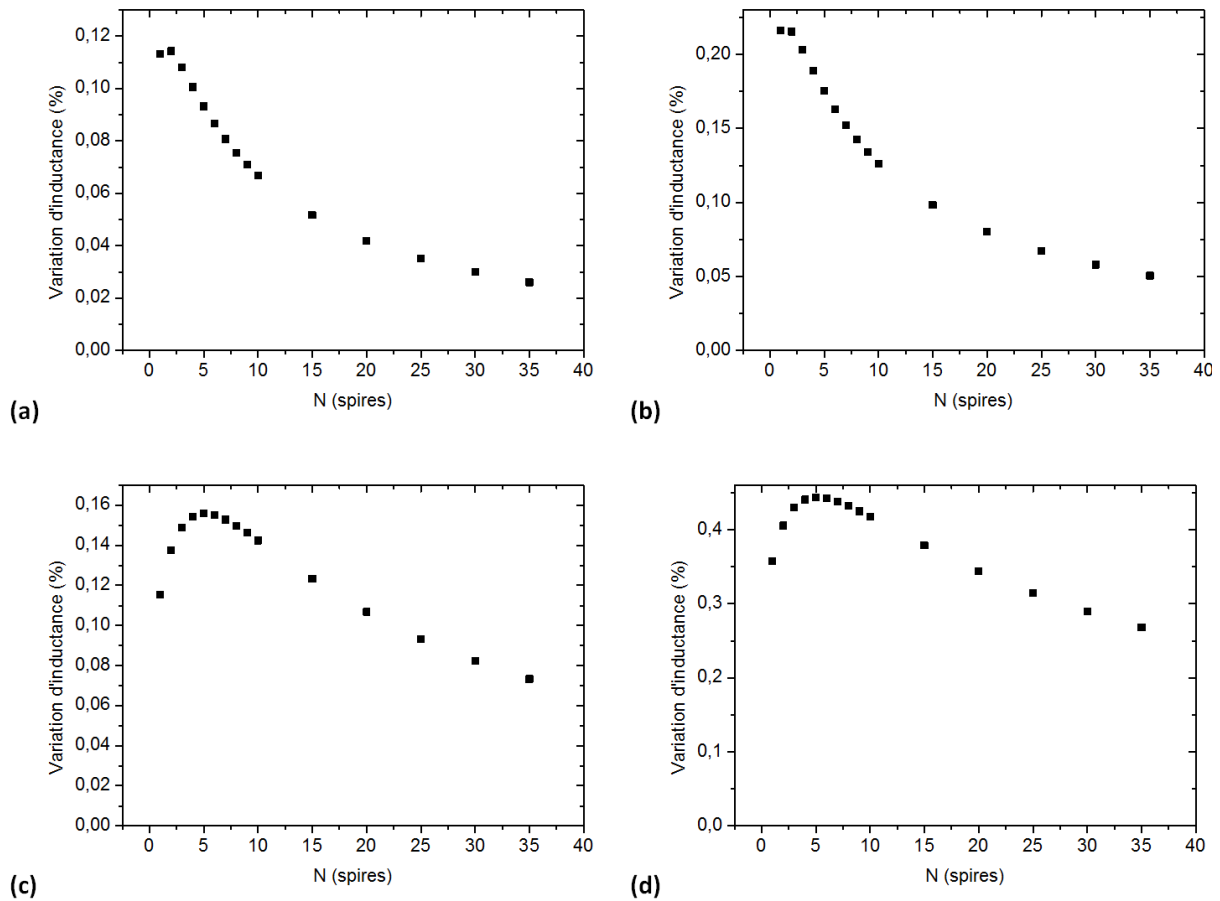 0,12
0,10
0,08
0,06
0,04
0,02
0,00
Variation d'inductance (%)
0 5 10 15 20 25 30 35 40
N (spires)
(a)
0,20
0,15
0,10
0,05
0,00
Variation d'inductance (%)
0 5 10 15 20 25 30 35 40
N (spires)
(b)
0,16
0,14
0,12
0,10
0,08
0,06
0,04
0,02
0,00
Variation d'inductance (%)
0 5 10 15 20 25 30 35 40
N (spires)
(c)
0,4
0,3
0,2
0,1
0,0
Variation d'inductance (%)
0 5 10 15 20 25 30 35 40
N (spires)
(d)